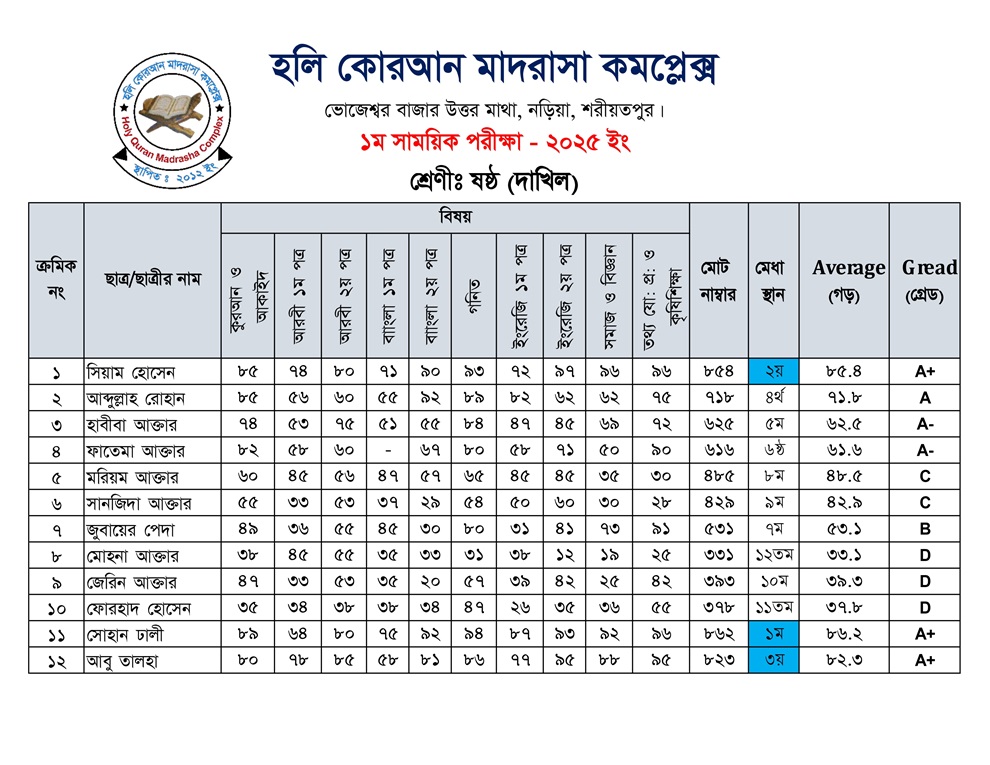 হলি কোরআন মাদরাসা কমপ্লেক্স
হলি কোরআন মাদরাসা কমপ্লেক্স
Holy Quran Madrasha Complex
স্থাপিত ঃ ২০১২ ইং
ভোজেশ্বর বাজার উত্তর মাথা, নড়িয়া, শরীয়তপুর।
১ম সাময়িক পরীক্ষা - ২০২৫ ইং
শ্রেণীঃ ষষ্ঠ (দাখিল)
ক্রমিক নং
ছাত্র/ছাত্রীর নাম
বিষয়
কুরআন ও আকাইদ
আরবী ১ম পত্র
আরবী ২য় পত্র
বাাংলা ১ম পত্র
বাাংলা ২য় পত্র
গনিত
ইংরেজি ১ম পত্র
ইংরেজি ২য় পত্র
সমাজ ও বিজ্ঞান
তথ্য যো: প্র: ও কৃষিশিক্ষা
মোট নাম্বার
মেধা স্থান
Average (গড়)
Gread (গ্রেড)
১ সিয়াম হোসেন ৮৫ ৭৪ ৮০ ৭১ ৯০ ৯৩ ৭২ ৯৭ ৯৬ ৯৬ ৮৫৪ ২য় ৮৫.৪ A+
২ আব্দুল্লাহ রোহান ৮৫ ৫৬ ৬০ ৫৫ ৯২ ৮৯ ৮২ ৬২ ৬২ ৭৫ ৭১৮ ৪র্থ ৭১.৮ A
৩ হাবীবা আক্তার ৭৪ ৫৩ ৭৫ ৫১ ৫৫ ৮৪ ৪৭ ৪৫ ৬৯ ৭২ ৬২৫ ৫ম ৬২.৫ A-
৪ ফাতেমা আক্তার ৮২ ৫৮ ৬০ - ৬৭ ৮০ ৫৮ ৭১ ৫০ ৯০ ৬১৬ ৬ষ্ঠ ৬১.৬ A-
৫ মরিয়ম আক্তার ৬০ ৪৫ ৫৬ ৪৭ ৫৭ ৬৫ ৪৫ ৪৫ ৩৫ ৩০ ৪৮৫ ৮ম ৪৮.৫ C
৬ সানজিদা আক্তার ৫৫ ৩৩ ৫৩ ৩৭ ২৯ ৫৪ ৫০ ৬০ ৩০ ২৮ ৪২৯ ৯ম ৪২.৯ C
৭ জুবায়ের পেদা ৪৯ ৩৬ ৫৫ ৪৫ ৩০ ৮০ ৩১ ৪১ ৭৩ ৯১ ৫৩১ ৭ম ৫৩.১ B
৮ মোহনা আক্তার ৩৮ ৪৫ ৫৫ ৩৫ ৩৩ ৩১ ৩৮ ১২ ১৯ ২৫ ৩৩১ ১২তম ৩৩.১ D
৯ জেরিন আক্তার ৪৭ ৩৩ ৫৩ ৩৫ ২০ ৫৭ ৩৯ ৪২ ২৫ ৪২ ৩৯৩ ১০ম ৩৯.৩ D
১০ ফোরহাদ হোসেন ৩৫ ৩৪ ৩৮ ৩৮ ৩৪ ৪৭ ২৬ ৩৫ ৩৬ ৫৫ ৩৭৮ ১১তম ৩৭.৮ D
১১ সোহান ঢালী ৮৯ ৬৪ ৮০ ৭৫ ৯২ ৯৪ ৮৭ ৯৩ ৯২ ৯৬ ৮৬২ ১ম ৮৬.২ A+
১২ আবু তালহা ৮০ ৭৮ ৮৫ ৫৮ ৮১ ৮৬ ৭৭ ৯৫ ৮৮ ৯৫ ৮২৩ ৩য় ৮২.৩ A+